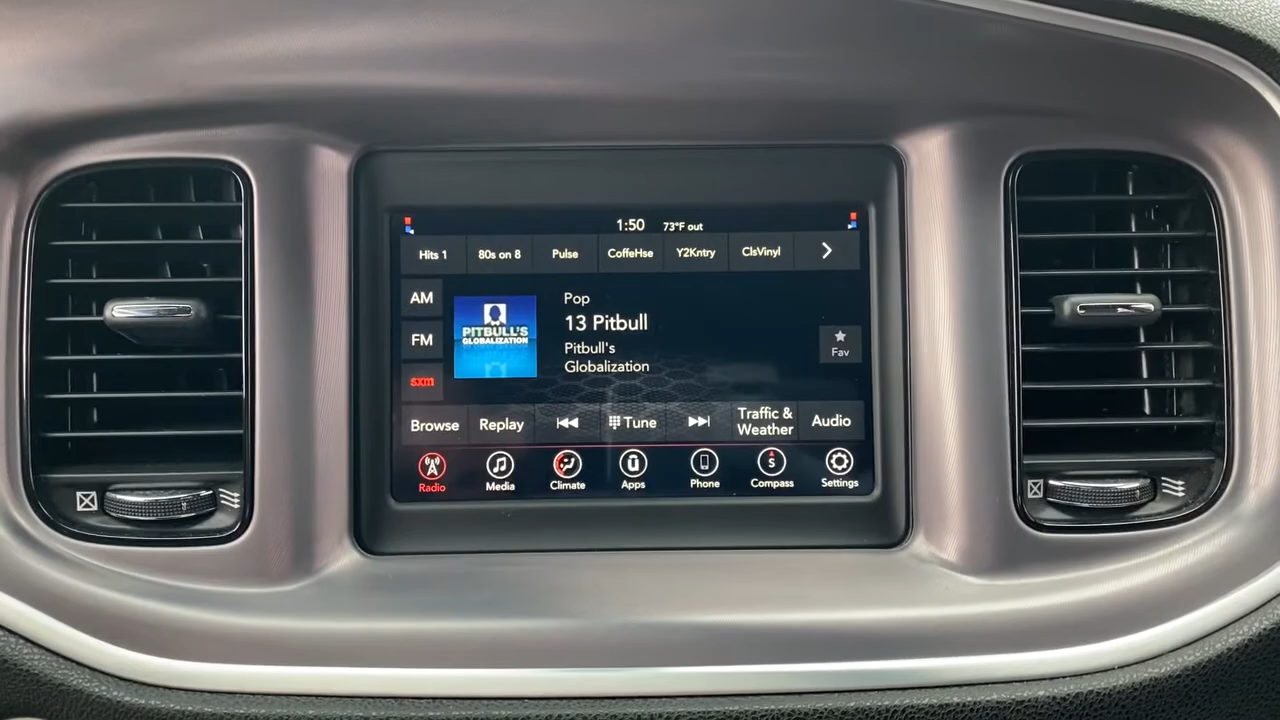 1:50 73°F out
Hits 1 80s on 8 Pulse CoffeHse Y2Kntry ClsVinyl
AM
FM
sxm
PITBULL'S
GLOBALIZATION
Pop
13 Pitbull
Pitbull's
Globalization
Fav
Browse Replay Tune Traffic &
Weather Audio
Radio Media Climate Apps Phone S
Compass Settings